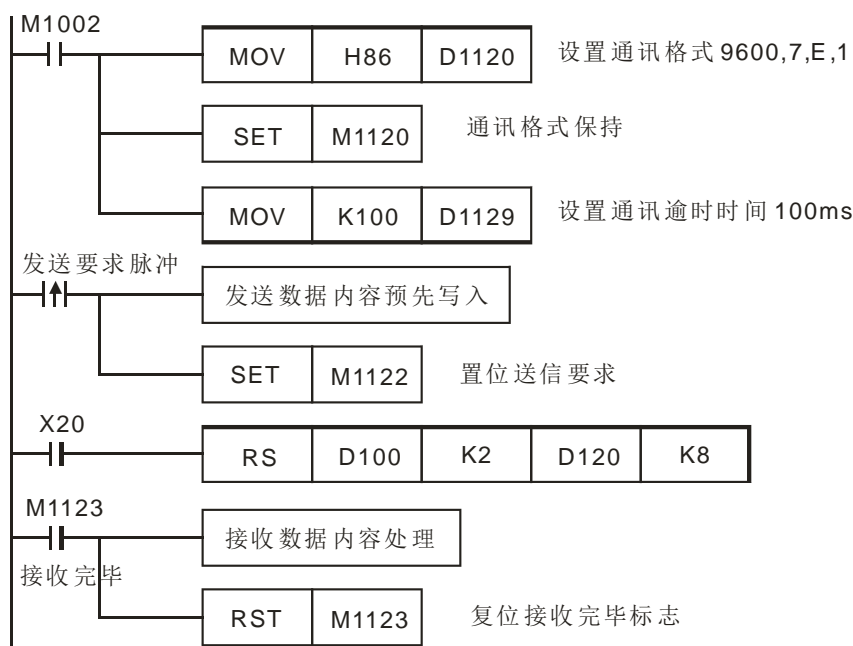 M1002
MOV H86 D1120 设置通讯格式9600,7,E,1
SET M1120 通讯格式保持
MOV K100 D1129 设置通讯逾时时间100ms
发送要求脉冲
发送数据内容预先写入
SET M1122 置位送信要求
X20
RS D100 K2 D120 K8
M1123
接收数据内容处理
接收完毕
RST M1123 复位接收完毕标志